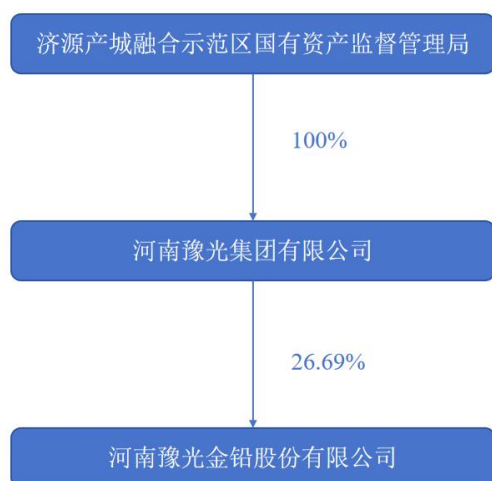 济源产城融合示范区国有资产监督管理局
100%
河南豫光集团有限公司
26.69%
河南豫光金铅股份有限公司